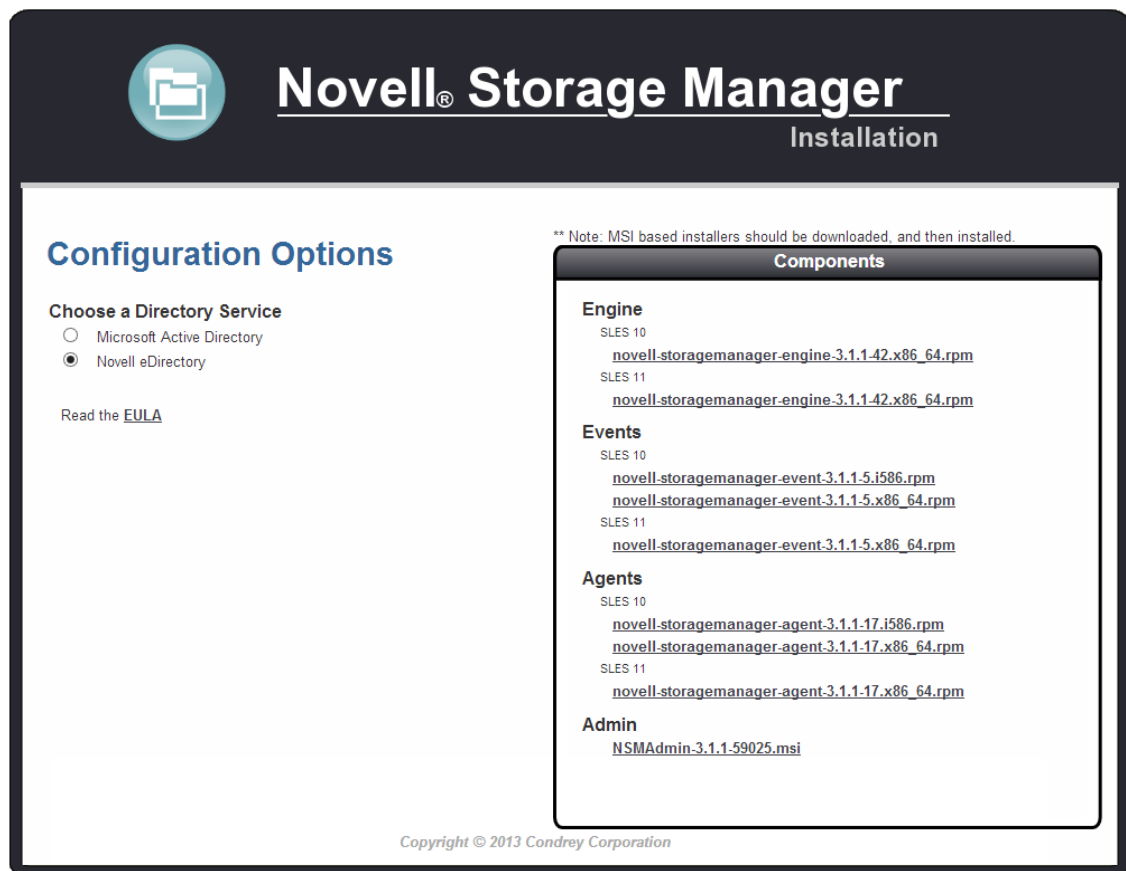 Novell® Storage Manager
Installation
Configuration Options
Choose a Directory Service
Microsoft Active Directory
Novell eDirectory
Read the EULA
** Note: MSI based installers should be downloaded, and then installed.
Components
Engine
SLES 10
novell-storagemanager-engine-3.1.1-42.x86_64.rpm
SLES 11
novell-storagemanager-engine-3.1.1-42.x86_64.rpm
Events
SLES 10
novell-storagemanager-event-3.1.1-5.i586.rpm
novell-storagemanager-event-3.1.1-5.x86_64.rpm
SLES 11
novell-storagemanager-event-3.1.1-5.x86_64.rpm
Agents
SLES 10
novell-storagemanager-agent-3.1.1-17.i586.rpm
novell-storagemanager-agent-3.1.1-17.x86_64.rpm
SLES 11
novell-storagemanager-agent-3.1.1-17.x86_64.rpm
Admin
NSMAdmin-3.1.1-59025.msi
Copyright © 2013 Condrey Corporation